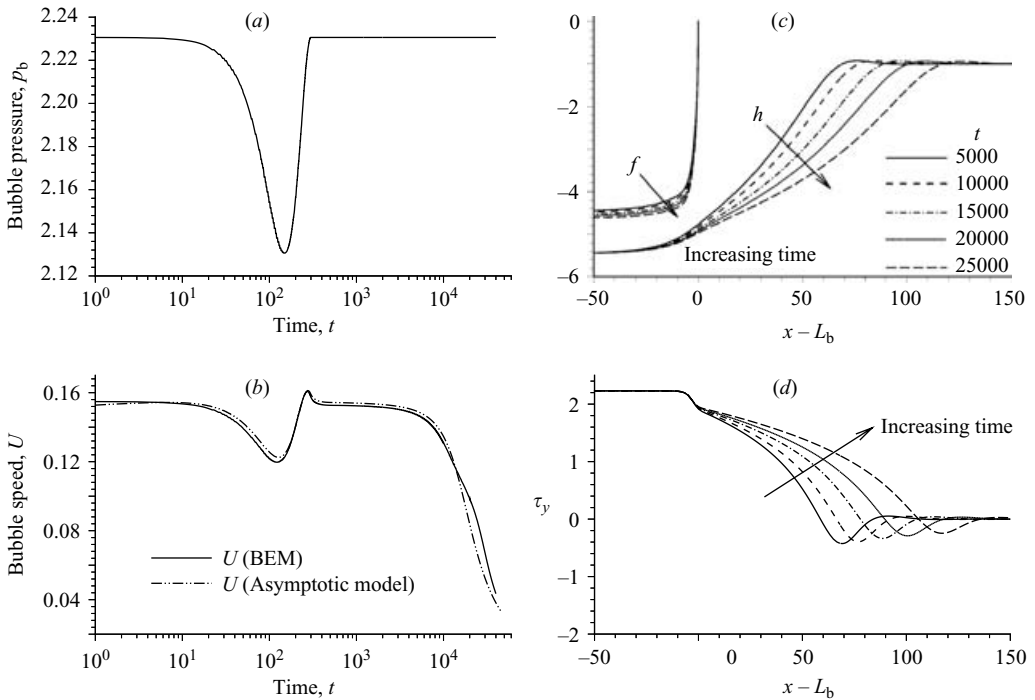 (a)
2.24
2.22
2.20
2.18
2.16
2.14
2.12
Bubble pressure, p_b
10^0 10^1 10^2 10^3 10^4
Time, t
(c)
0
−2
−4
−6
f
h
t
5000
10000
15000
20000
25000
Increasing time
−50 0 50 100 150
x – L_b
(b)
0.16
0.12
0.08
0.04
Bubble speed, U
U (BEM)
U (Asymptotic model)
10^0 10^1 10^2 10^3 10^4
Time, t
(d)
2
1
0
−1
−2
τ_y
Increasing time
−50 0 50 100 150
x – L_b